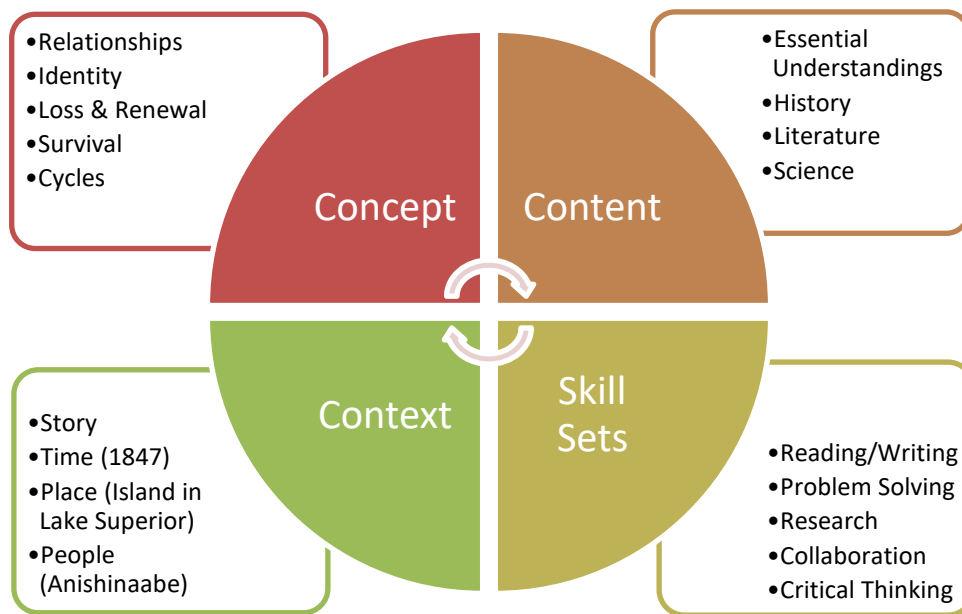 •Relationships
•Identity
•Loss & Renewal
•Survival
•Cycles
•Essential
Understandings
•History
•Literature
•Science
Concept
Content
Context
Skill
Sets
•Story
•Time (1847)
•Place (Island in
Lake Superior)
•People
(Anishinaabe)
•Reading/Writing
•Problem Solving
•Research
•Collaboration
•Critical Thinking